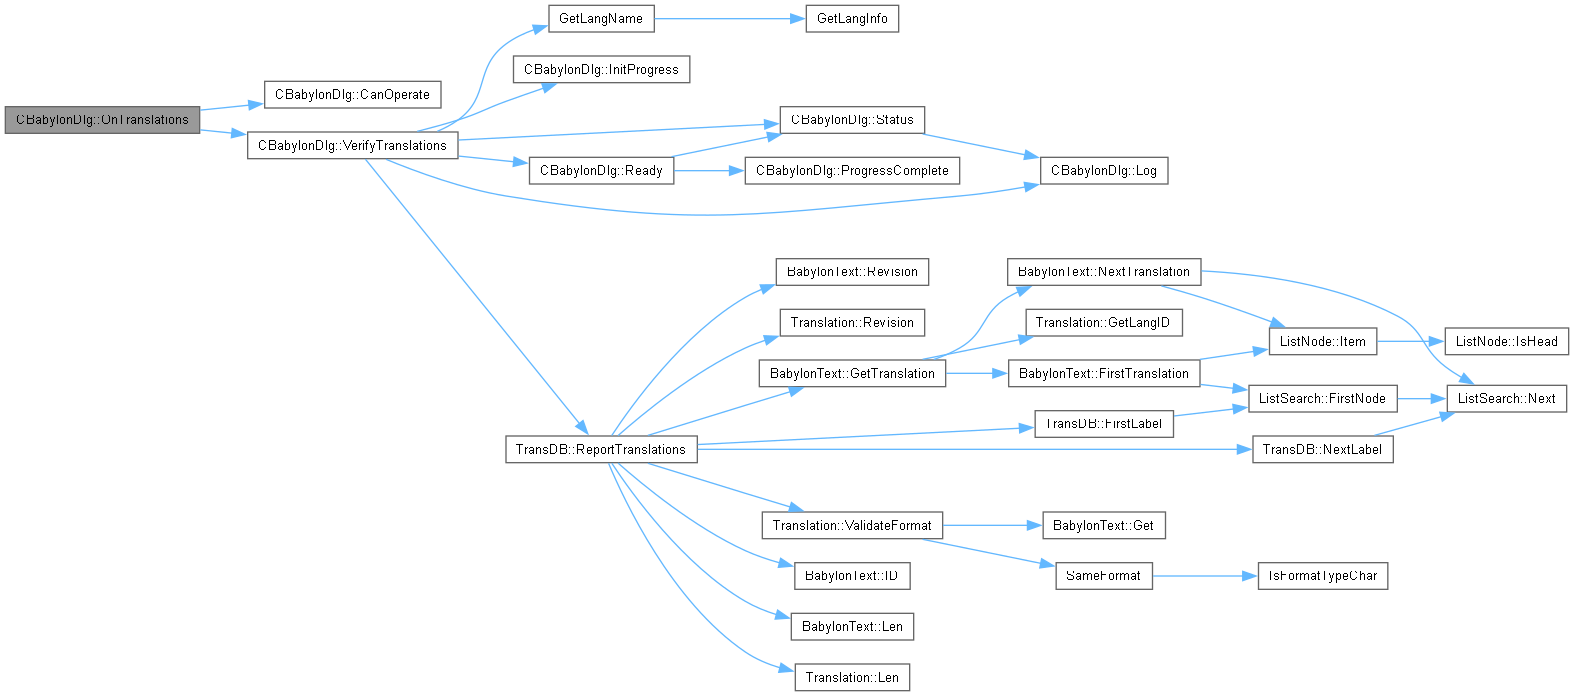 GetLangName
GetLangInfo
CBabylonDlg::InitProgress
CBabylonDlg::CanOperate
CBabylonDlg::OnTranslations
CBabylonDlg::Status
CBabylonDlg::VerifyTranslations
CBabylonDlg::Ready
CBabylonDlg::ProgressComplete
CBabylonDlg::Log
BabylonText::Revision
BabylonText::NextTranslation
Translation::Revision
Translation::GetLangID
ListNode::Item
ListNode::IsHead
BabylonText::GetTranslation
BabylonText::FirstTranslation
ListSearch::FirstNode
ListSearch::Next
TransDB::FirstLabel
TransDB::ReportTranslations
TransDB::NextLabel
Translation::ValidateFormat
BabylonText::Get
BabylonText::ID
SameFormat
IsFormatTypeChar
BabylonText::Len
Translation::Len